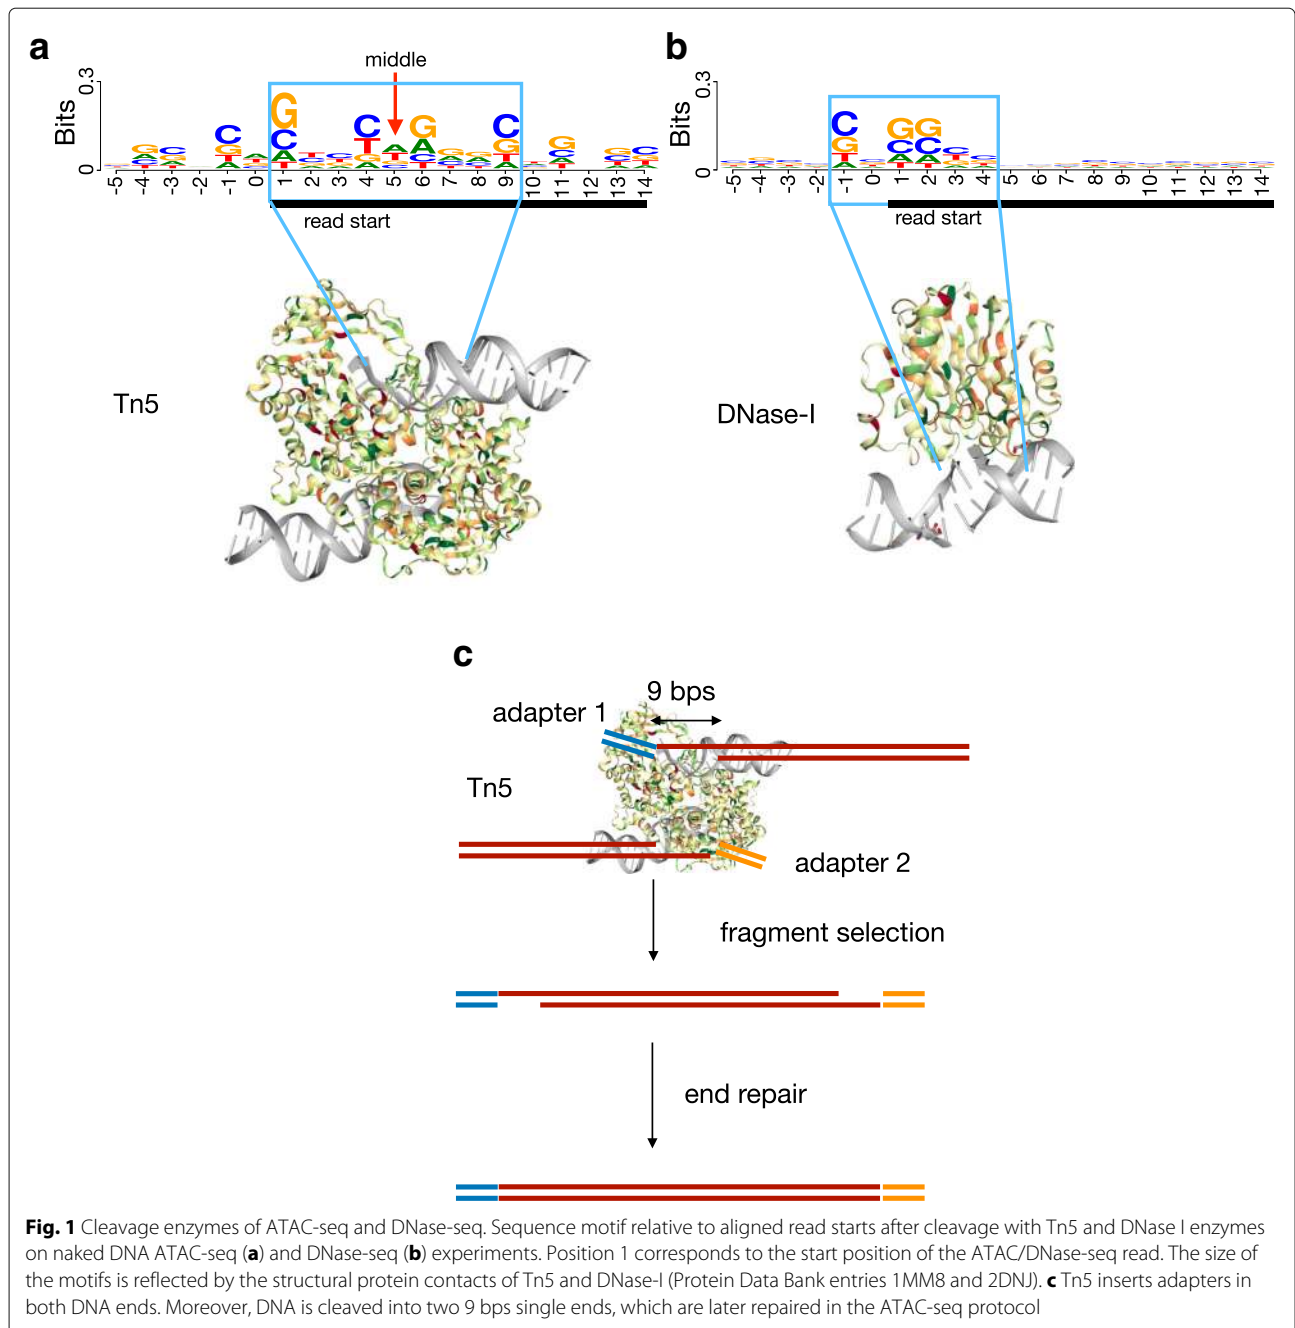 a
middle
Bits
0.3
0
G
C
A
C
G
A
C
G
T
A
A
T
C
G
C
A
T
T
C
C
T
C
T
G
A
A
T
C
G
A
C
T
G
A
G
A
C
G
T
A
G
C
A
G
C
T
A
C
G
T
-5 -4 -3 -2 -1 0 1 2 3 4 5 6 7 8 9 10 11 12 13 14
read start
Tn5
b
Bits
0.3
0
C
G
T
A
G
C
A
T
G
C
A
T
C
T
-5 -4 -3 -2 -1 0 1 2 3 4 5 6 7 8 9 10 11 12 13 14
read start
DNase-I
c
9 bps
adapter 1
Tn5
adapter 2
fragment selection
end repair
Fig. 1 Cleavage enzymes of ATAC-seq and DNase-seq. Sequence motif relative to aligned read starts after cleavage with Tn5 and DNase I enzymes
on naked DNA ATAC-seq (a) and DNase-seq (b) experiments. Position 1 corresponds to the start position of the ATAC/DNase-seq read. The size of
the motifs is reflected by the structural protein contacts of Tn5 and DNase-I (Protein Data Bank entries 1MM8 and 2DNJ). c Tn5 inserts adapters in
both DNA ends. Moreover, DNA is cleaved into two 9 bps single ends, which are later repaired in the ATAC-seq protocol